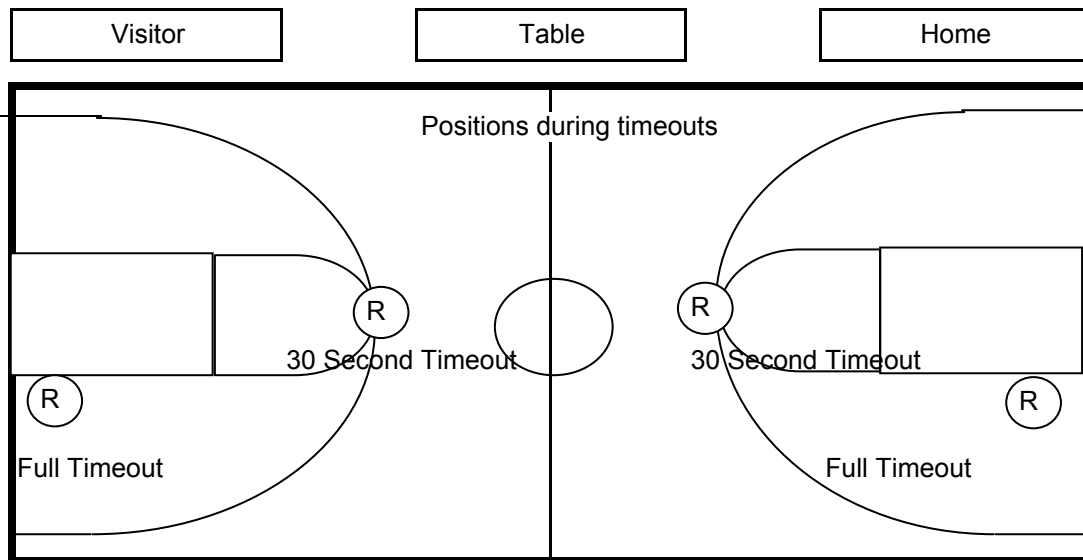 Visitor
Table
Home
Positions during timeouts
R
R
30 Second Timeout
30 Second Timeout
R
R
Full Timeout
Full Timeout